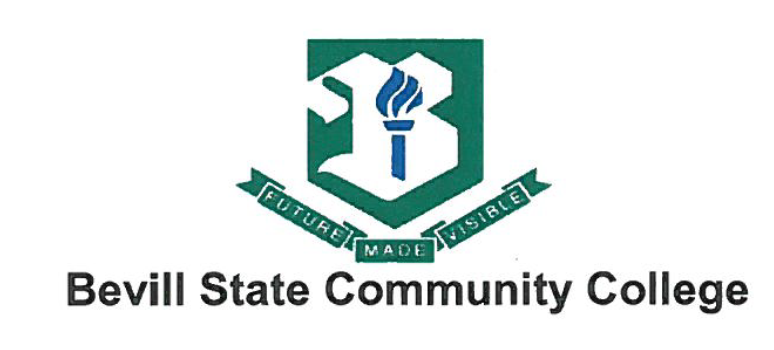 B
FUTURE MADE VISIBLE
Bevill State Community College